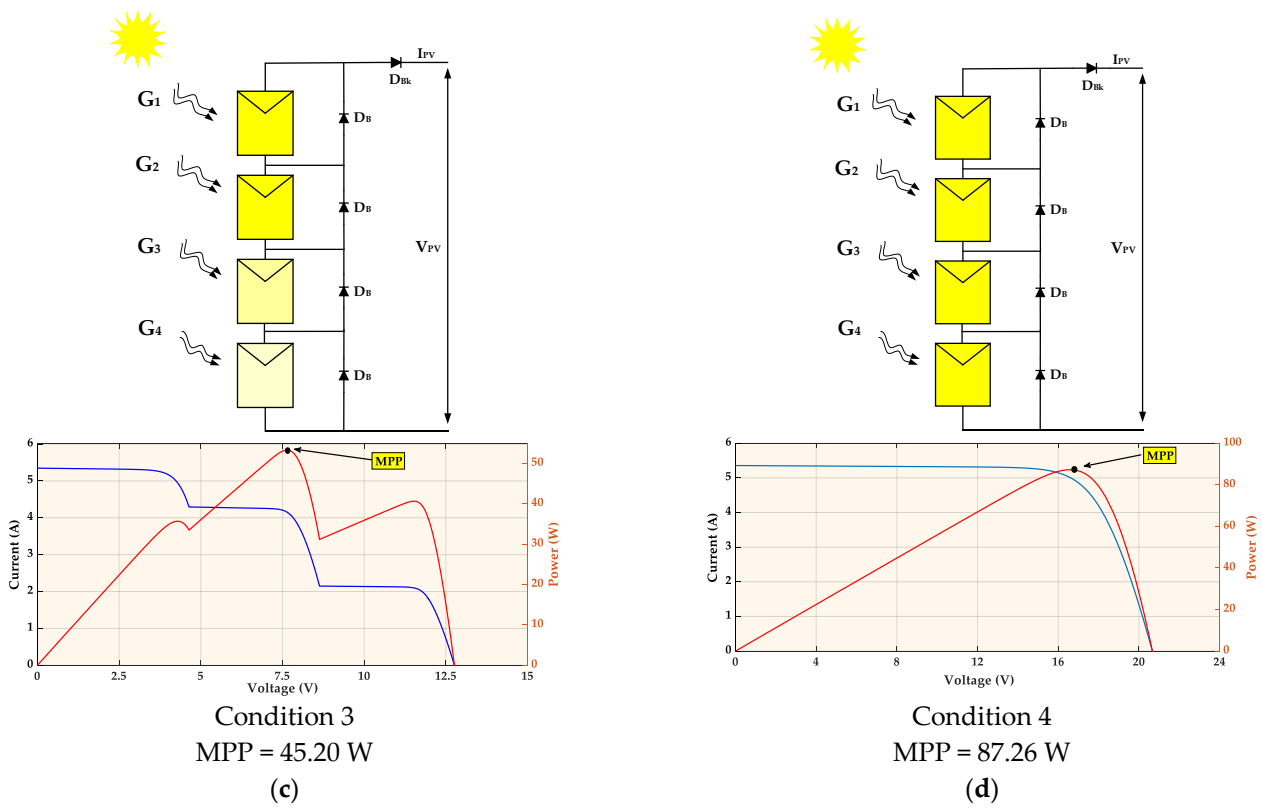 IPV
DBk
G1
DB
G2
DB
G3
VPV
DB
G4
DB
6
5
4
3
2
1
0
Current (A)
MPP
50
40
30
20
10
0
Power (W)
0 2.5 5 7.5 10 12.5 15
Voltage (V)
Condition 3
MPP = 45.20 W
(c)
IPV
DBk
G1
DB
G2
DB
G3
VPV
DB
G4
DB
6
5
4
3
2
1
0
Current (A)
MPP
100
80
60
40
20
0
Power (W)
0 4 8 12 16 20 24
Voltage (V)
Condition 4
MPP = 87.26 W
(d)